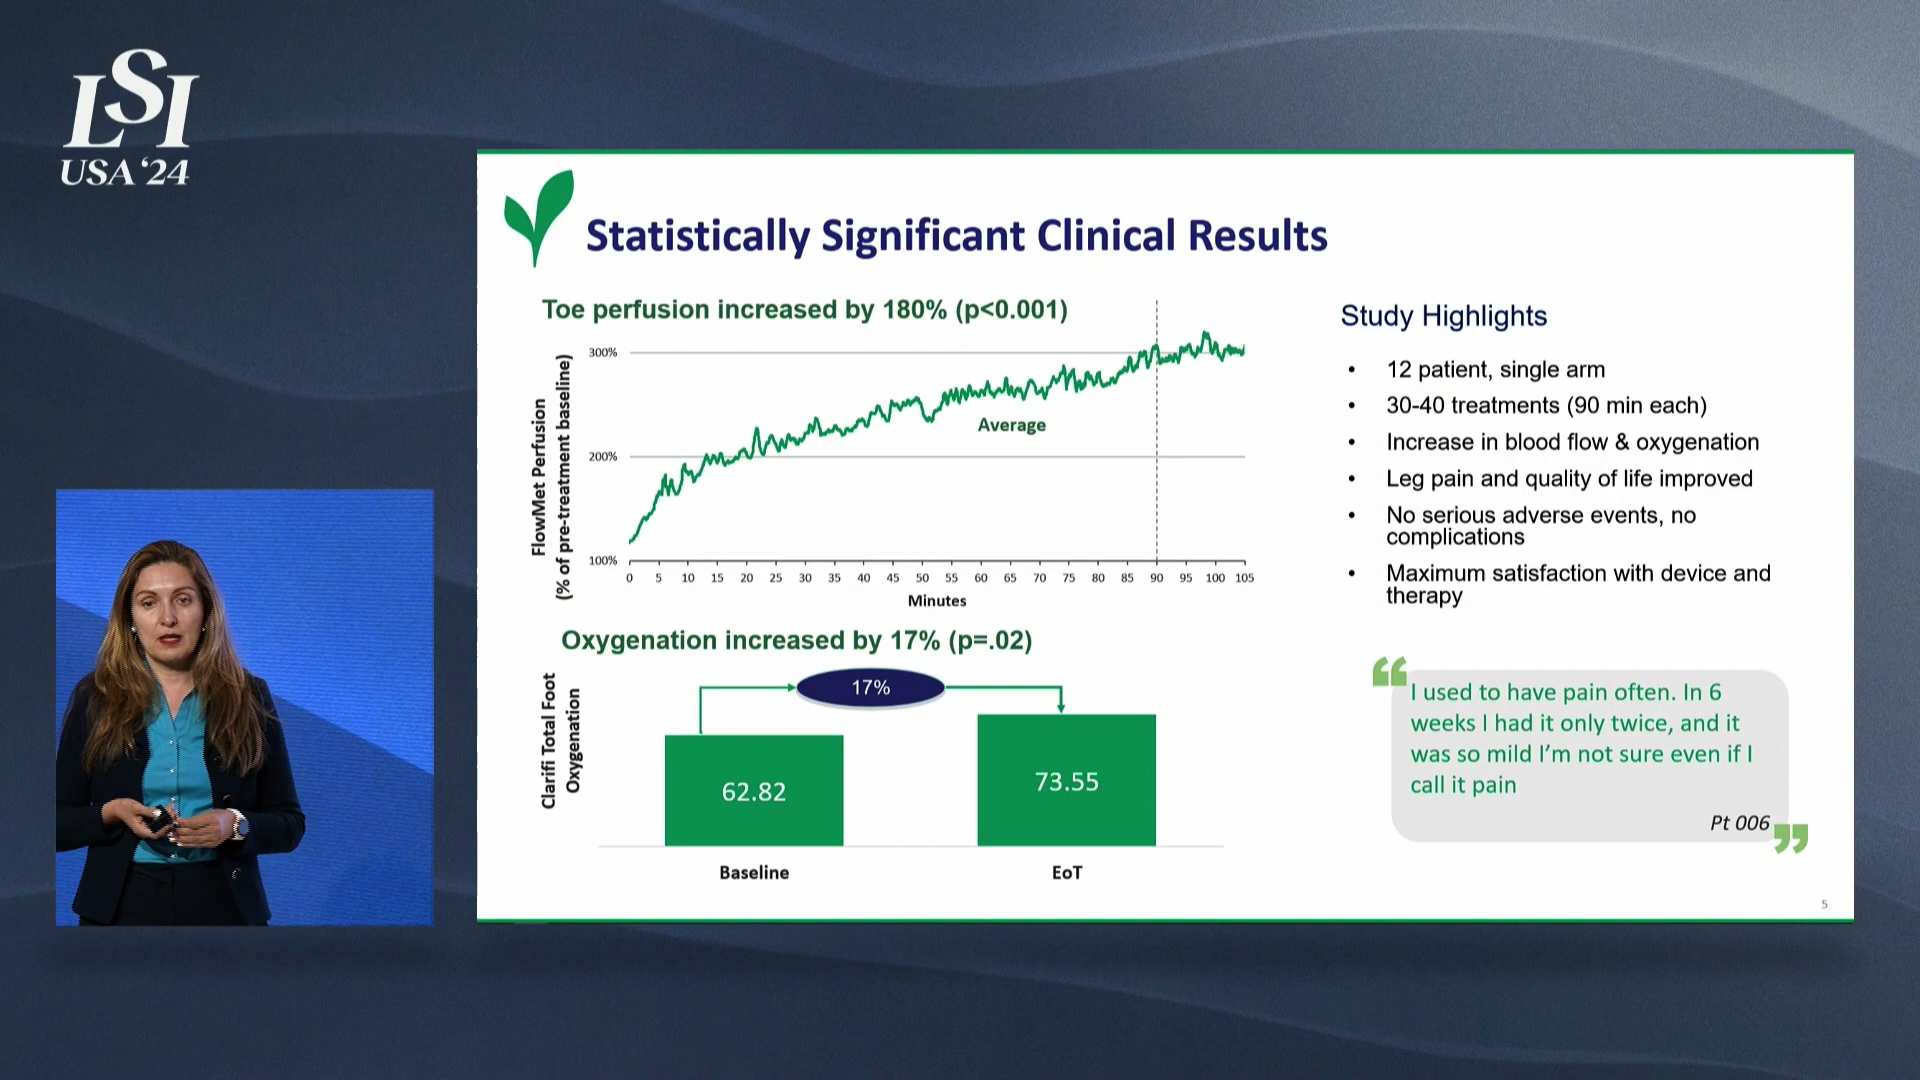 LSI
USA '24
Statistically Significant Clinical Results
Toe perfusion increased by 180% (p<0.001)
FlowMet Perfusion
(% of pre-treatment baseline)
300%
200%
100%
Average
0 5 10 15 20 25 30 35 40 45 50 55 60 65 70 75 80 85 90 95 100 105
Minutes
Oxygenation increased by 17% (p=.02)
Clarifi Total Foot
Oxygenation
17%
62.82
73.55
Baseline
EoT
Study Highlights
• 12 patient, single arm
• 30-40 treatments (90 min each)
• Increase in blood flow & oxygenation
• Leg pain and quality of life improved
• No serious adverse events, no
complications
• Maximum satisfaction with device and
therapy
“I used to have pain often. In 6
weeks I had it only twice, and it
was so mild I’m not sure even if I
call it pain
Pt 006”
5